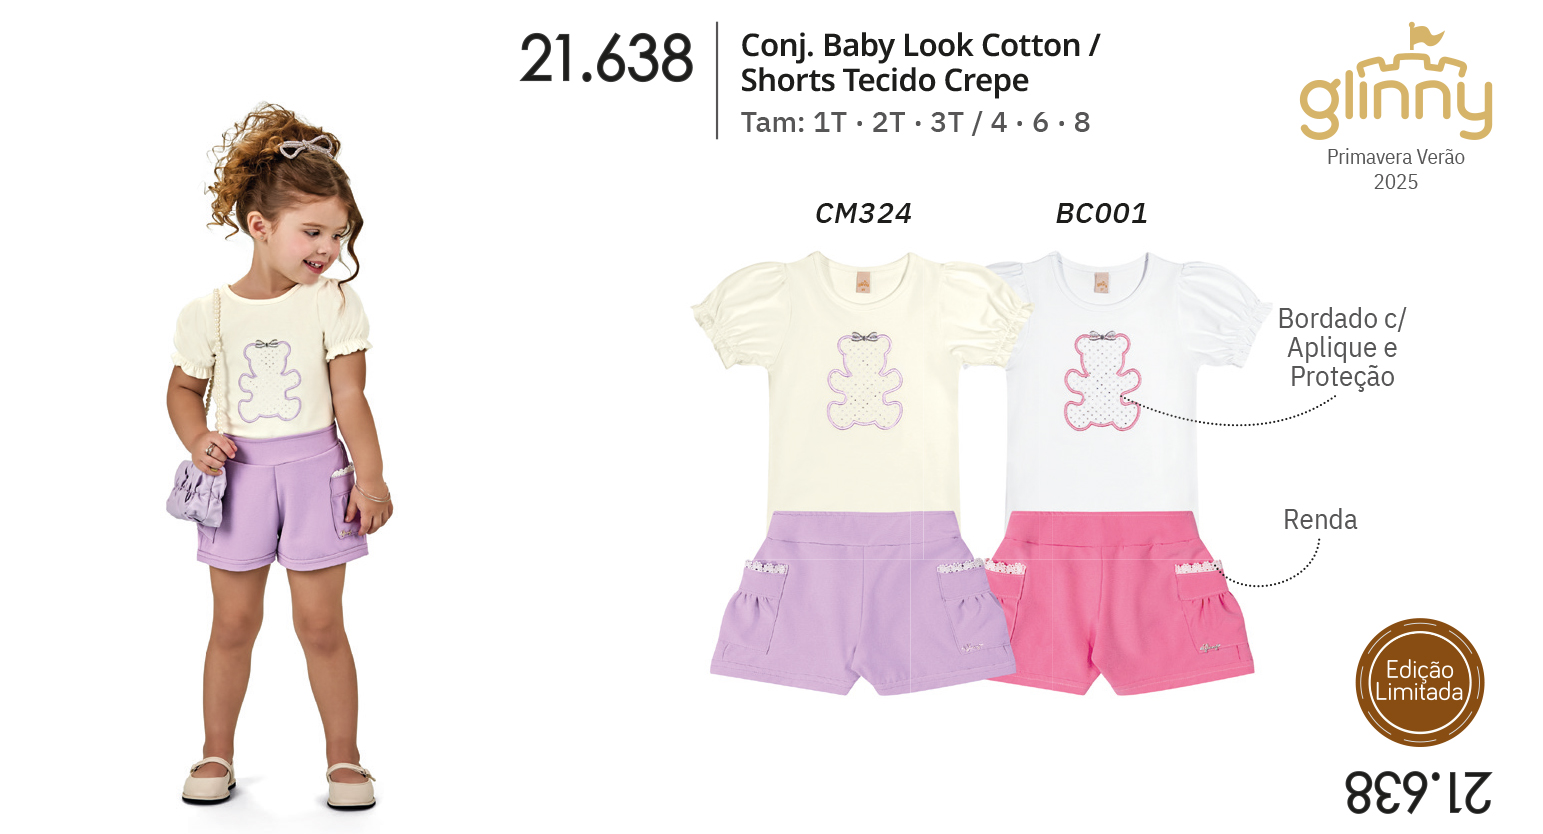 21.638
Conj. Baby Look Cotton /
Shorts Tecido Crepe
Tam: 1T · 2T · 3T / 4 · 6 · 8
glinny
Primavera Verão
2025
CM324
BC001
Bordado c/
Aplique e
Proteção
Renda
Edição
Limitada
21.638